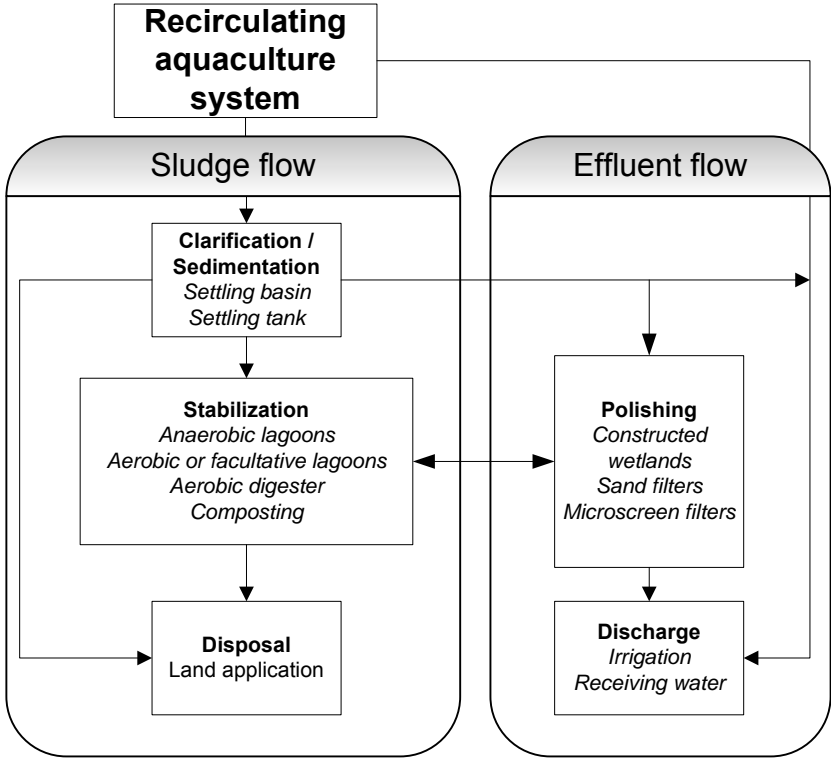 Recirculating
aquaculture
system
Sludge flow
Effluent flow
Clarification /
Sedimentation
Settling basin
Settling tank
Stabilization
Anaerobic lagoons
Aerobic or facultative lagoons
Aerobic digester
Composting
Polishing
Constructed
wetlands
Sand filters
Microscreen filters
Disposal
Land application
Discharge
Irrigation
Receiving water